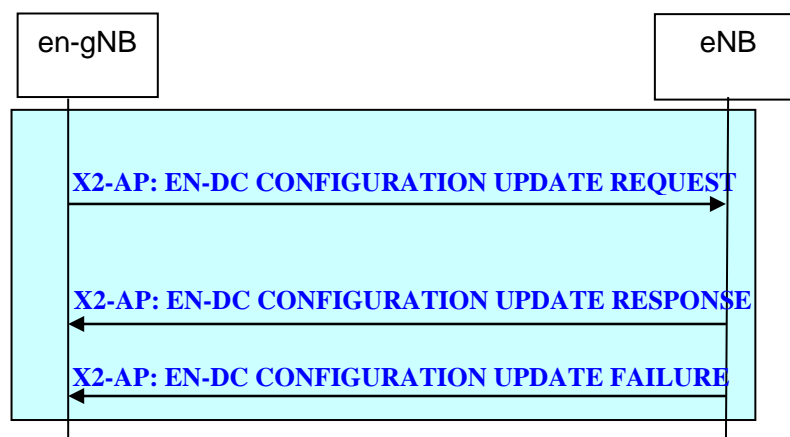 en-gNB
eNB
X2-AP: EN-DC CONFIGURATION UPDATE REQUEST
X2-AP: EN-DC CONFIGURATION UPDATE RESPONSE
X2-AP: EN-DC CONFIGURATION UPDATE FAILURE